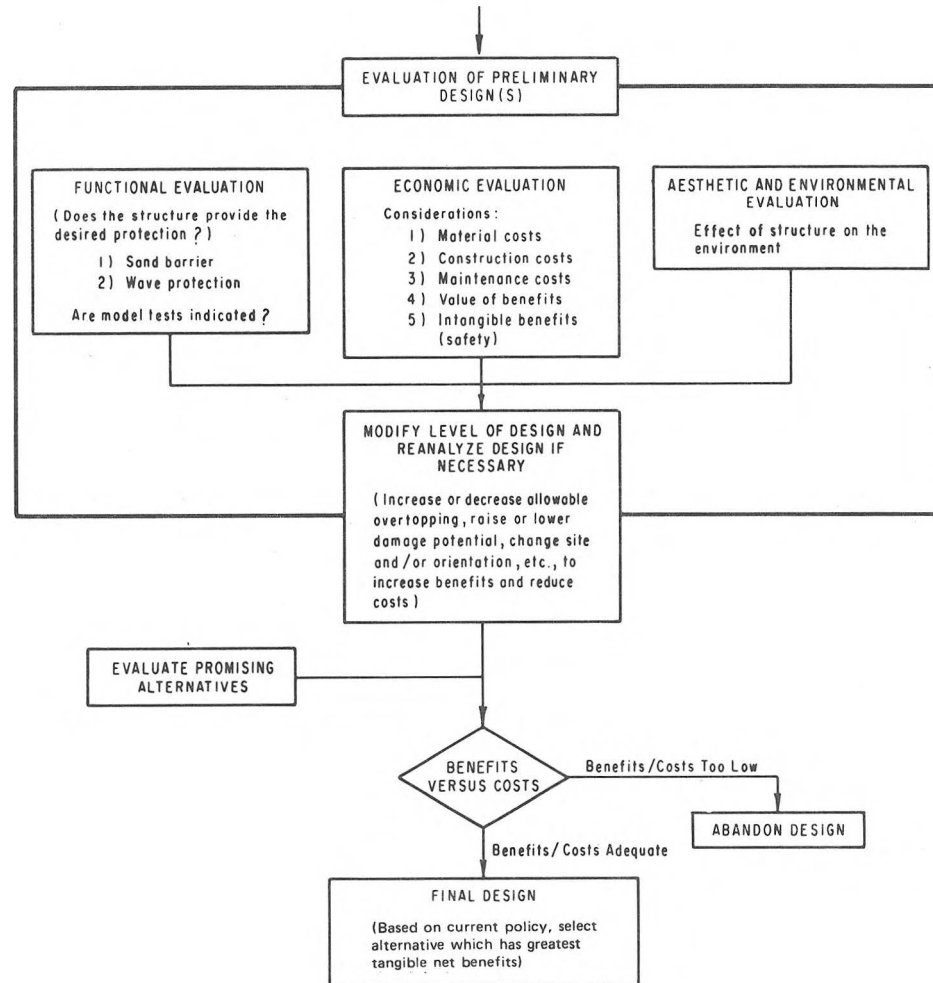 EVALUATION OF PRELIMINARY
DESIGN(S)
FUNCTIONAL EVALUATION
(Does the structure provide the
desired protection?)
1) Sand barrier
2) Wave protection
Are model tests indicated?
ECONOMIC EVALUATION
Considerations:
1) Material costs
2) Construction costs
3) Maintenance costs
4) Value of benefits
5) Intangible benefits
(safety)
AESTHETIC AND ENVIRONMENTAL
EVALUATION
Effect of structure on the
environment
MODIFY LEVEL OF DESIGN AND
REANALYZE DESIGN IF
NECESSARY
(Increase or decrease allowable
overtopping, raise or lower
damage potential, change site
and/or orientation, etc., to
increase benefits and reduce
costs)
EVALUATE PROMISING
ALTERNATIVES
BENEFITS
VERSUS COSTS
Benefits/Costs Too Low
ABANDON DESIGN
Benefits/Costs Adequate
FINAL DESIGN
(Based on current policy, select
alternative which has greatest
tangible net benefits)